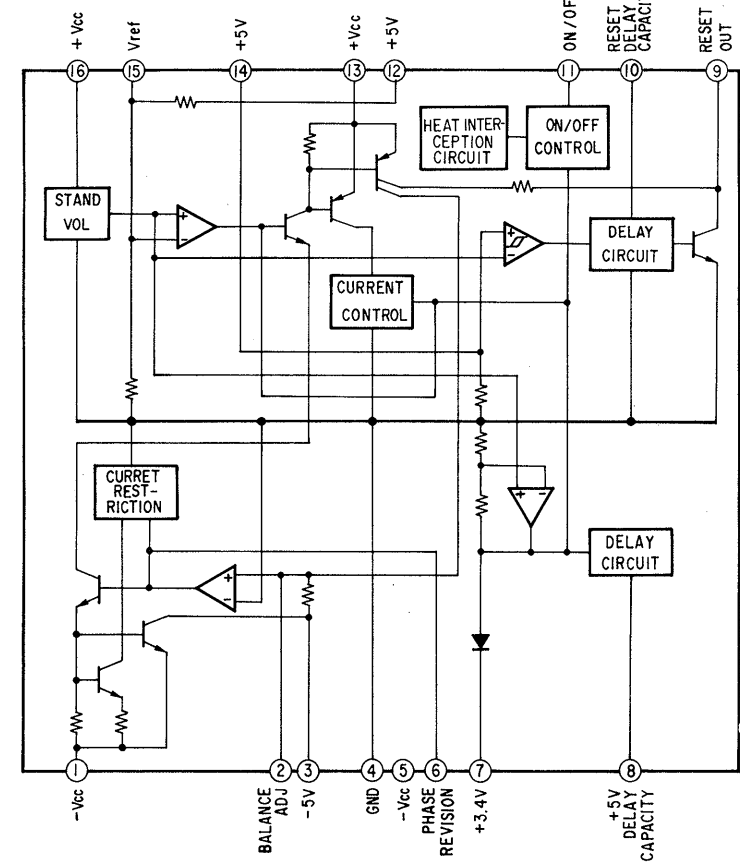 +Vcc
Vref
+5V
+Vcc
+5V
ON/OF
RESET
DELAY
CAPACI
RESET
OUT
16
15
14
13
12
11
10
9
HEAT INTER-
CEPTION
CIRCUIT
ON/OFF
CONTROL
STAND
VOL
+
−
+
−
DELAY
CIRCUIT
CURRENT
CONTROL
CURRET
REST-
RICTION
+
−
DELAY
CIRCUIT
+
−
1
2
3
4
5
6
7
8
-Vcc
BALANCE
ADJ
-5V
GND
-Vcc
PHASE
REVISION
+3.4V
+5V
DELAY
CAPACITY